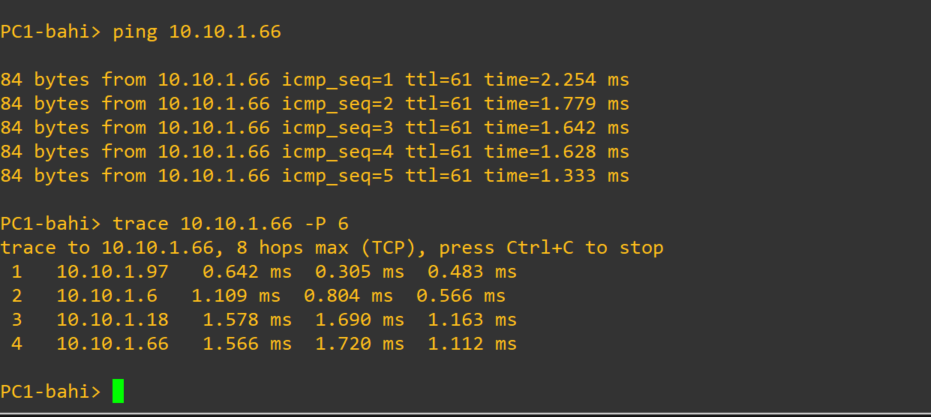 PC1-bahi> ping 10.10.1.66
84 bytes from 10.10.1.66 icmp_seq=1 ttl=61 time=2.254 ms
84 bytes from 10.10.1.66 icmp_seq=2 ttl=61 time=1.779 ms
84 bytes from 10.10.1.66 icmp_seq=3 ttl=61 time=1.642 ms
84 bytes from 10.10.1.66 icmp_seq=4 ttl=61 time=1.628 ms
84 bytes from 10.10.1.66 icmp_seq=5 ttl=61 time=1.333 ms
PC1-bahi> trace 10.10.1.66 -P 6
trace to 10.10.1.66, 8 hops max (TCP), press Ctrl+C to stop
 1   10.10.1.97   0.642 ms  0.305 ms  0.483 ms
 2   10.10.1.6   1.109 ms  0.804 ms  0.566 ms
 3   10.10.1.18   1.578 ms  1.690 ms  1.163 ms
 4   10.10.1.66   1.566 ms  1.720 ms  1.112 ms
PC1-bahi>